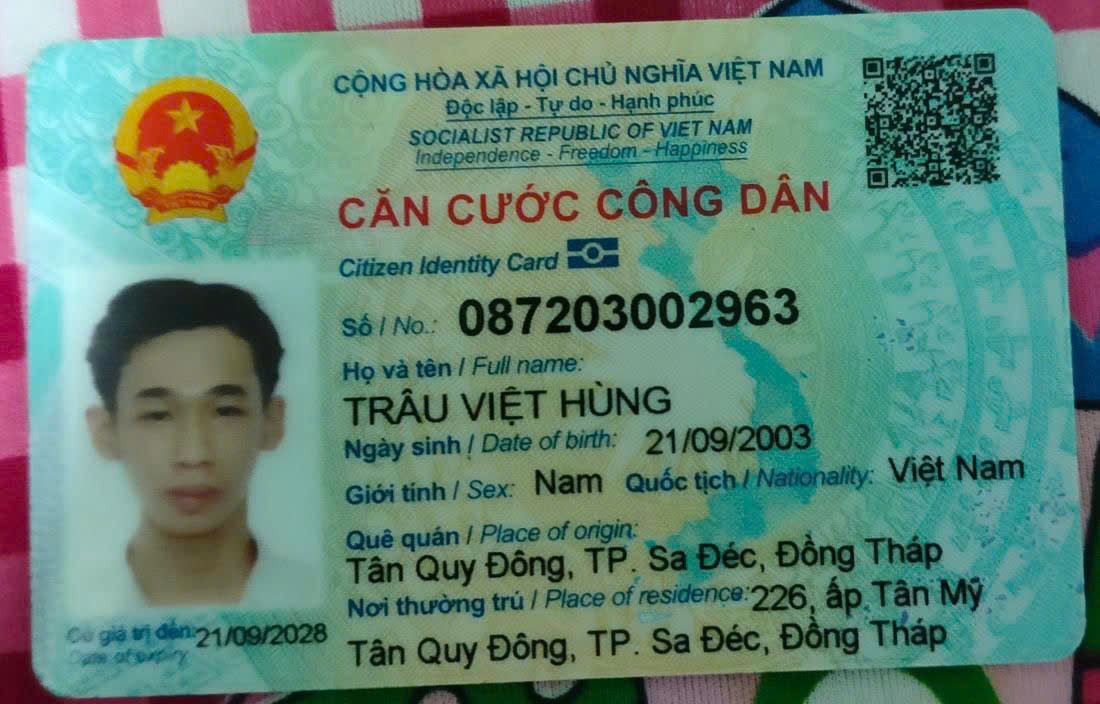 CỘNG HÒA XÃ HỘI CHỦ NGHĨA VIỆT NAM
Độc lập - Tự do - Hạnh phúc
SOCIALIST REPUBLIC OF VIET NAM
Independence - Freedom - Happiness
CĂN CƯỚC CÔNG DÂN
Citizen Identity Card
Số / No.: 087203002963
Họ và tên / Full name:
TRÂU VIỆT HÙNG
Ngày sinh / Date of birth: 21/09/2003
Giới tính / Sex: Nam Quốc tịch / Nationality: Việt Nam
Quê quán / Place of origin:
Tân Quy Đông, TP. Sa Đéc, Đồng Tháp
Nơi thường trú / Place of residence: 226, ấp Tân Mỹ
Tân Quy Đông, TP. Sa Đéc, Đồng Tháp
Có giá trị đến: 21/09/2028
Date of expiry